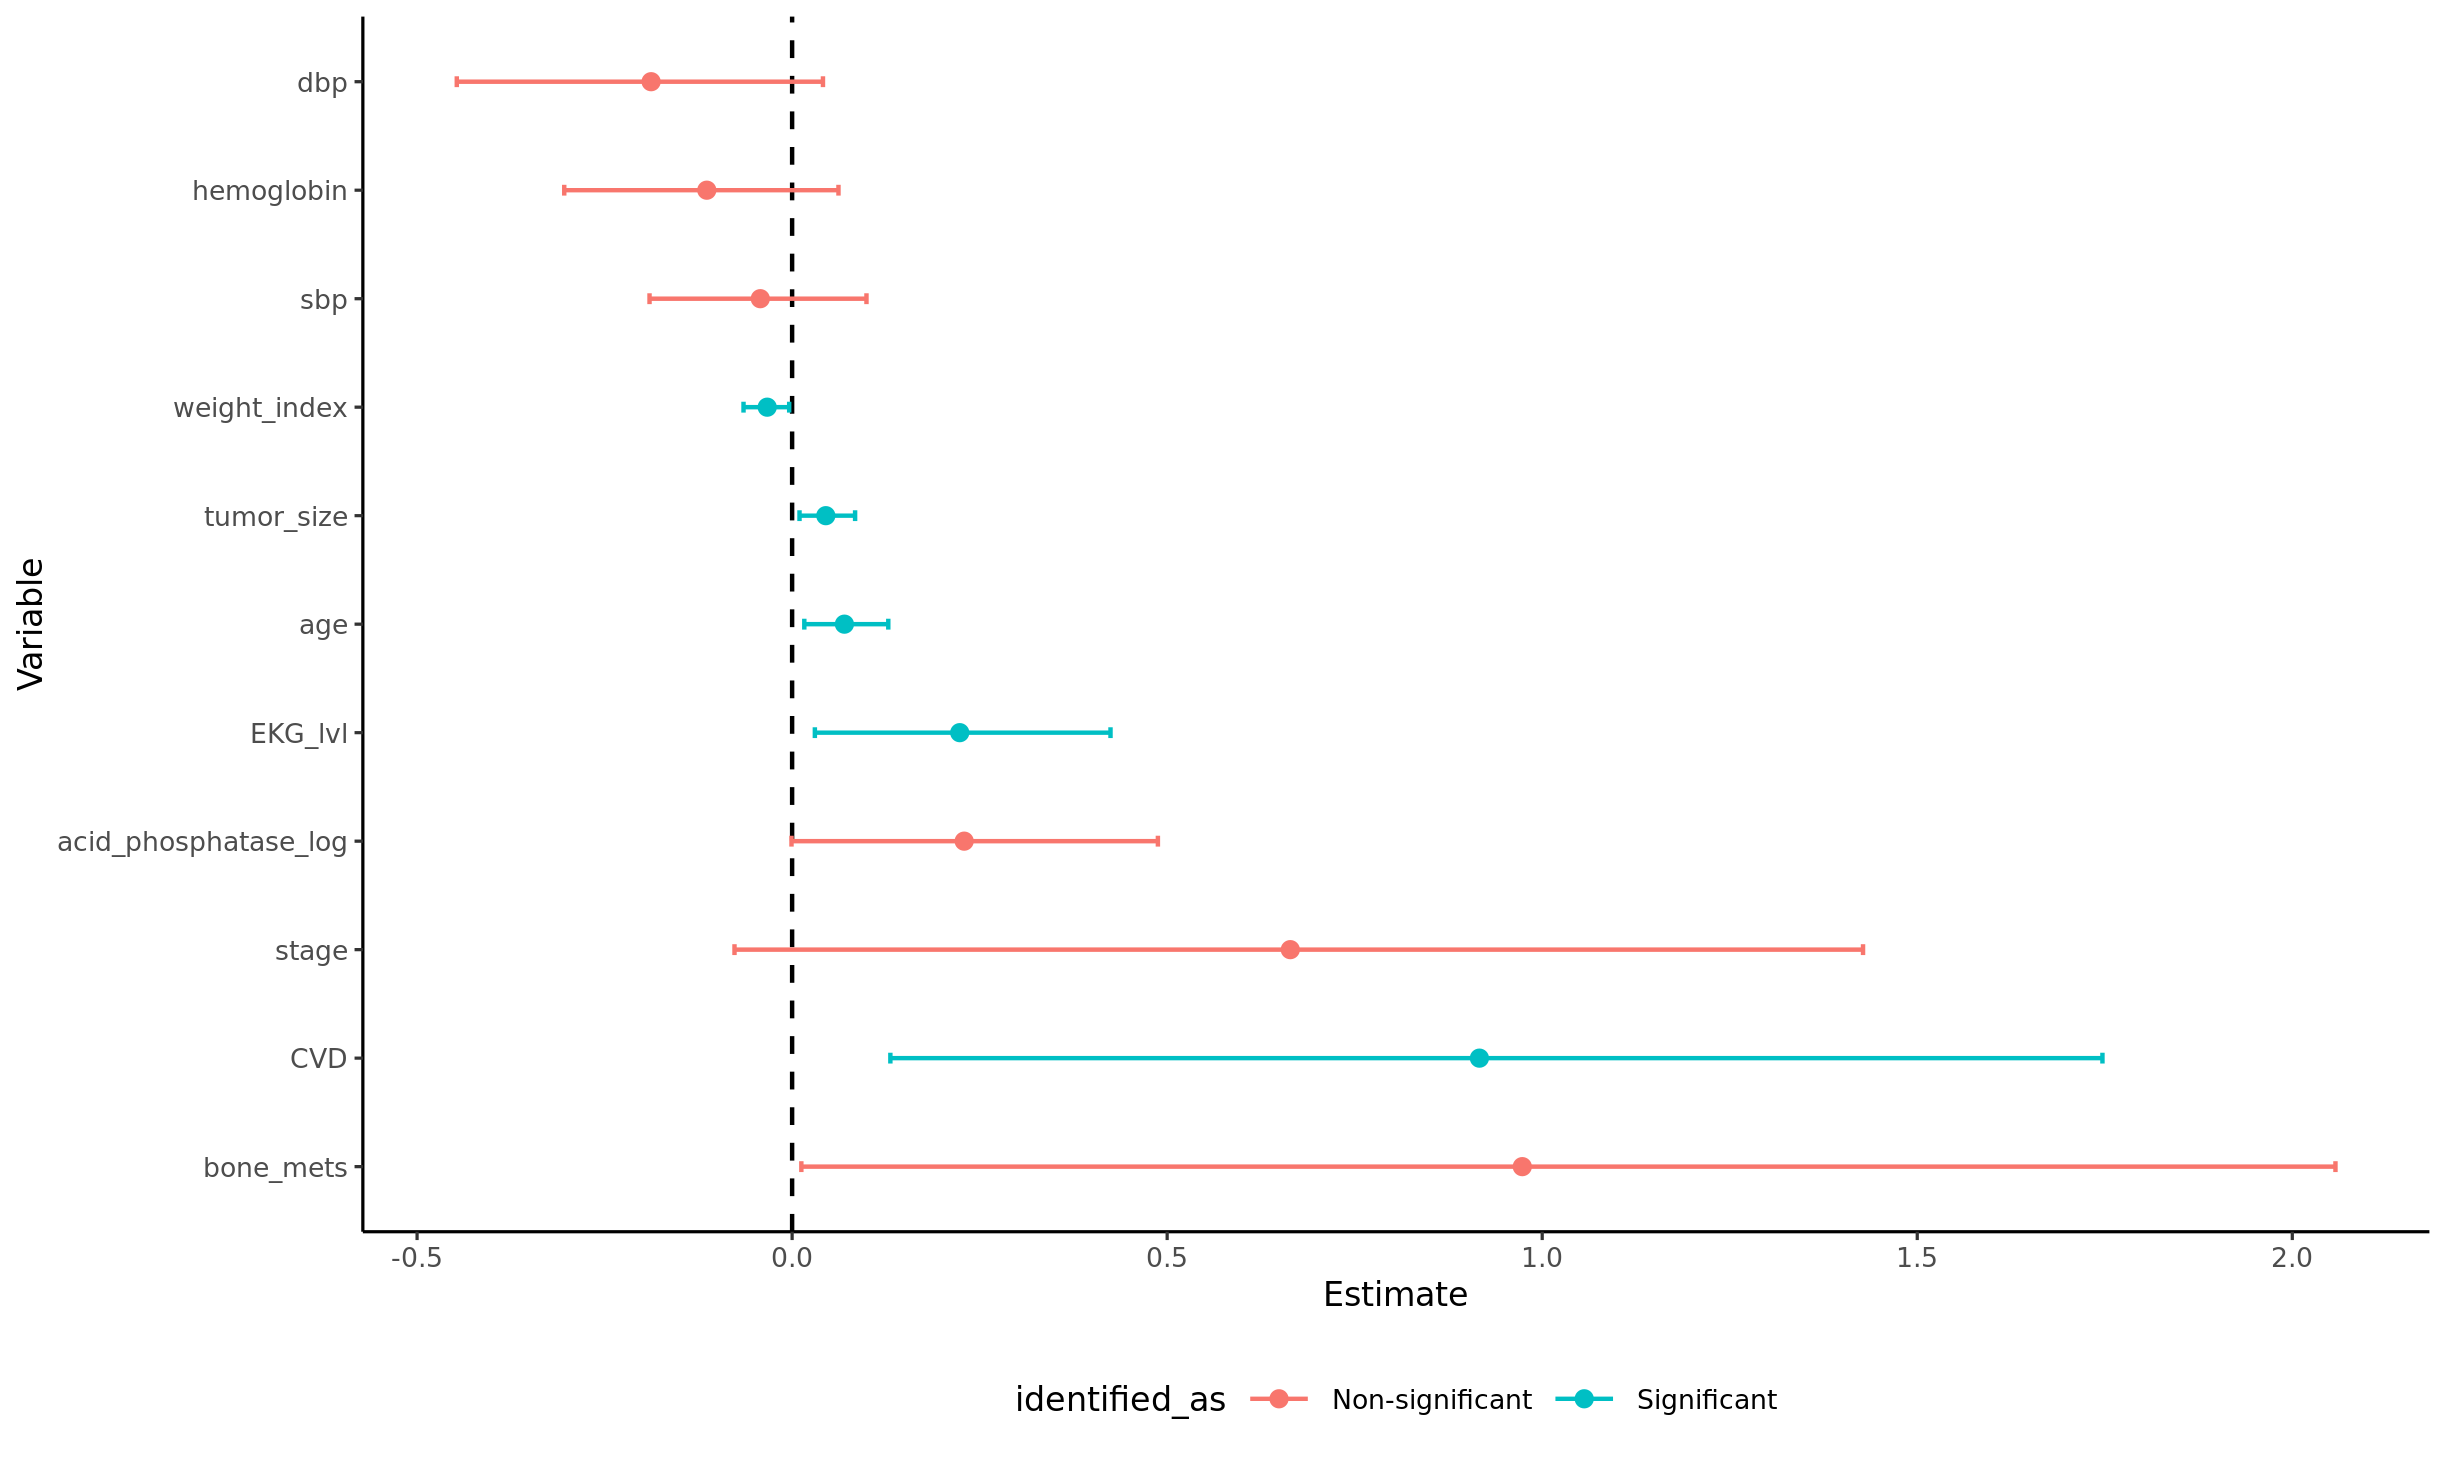 dbp
hemoglobin
sbp
weight_index
tumor_size
age
EKG_lvl
acid_phosphatase_log
stage
CVD
bone_mets
Variable
-0.5 0.0 0.5 1.0 1.5 2.0
Estimate
identified_as Non-significant Significant